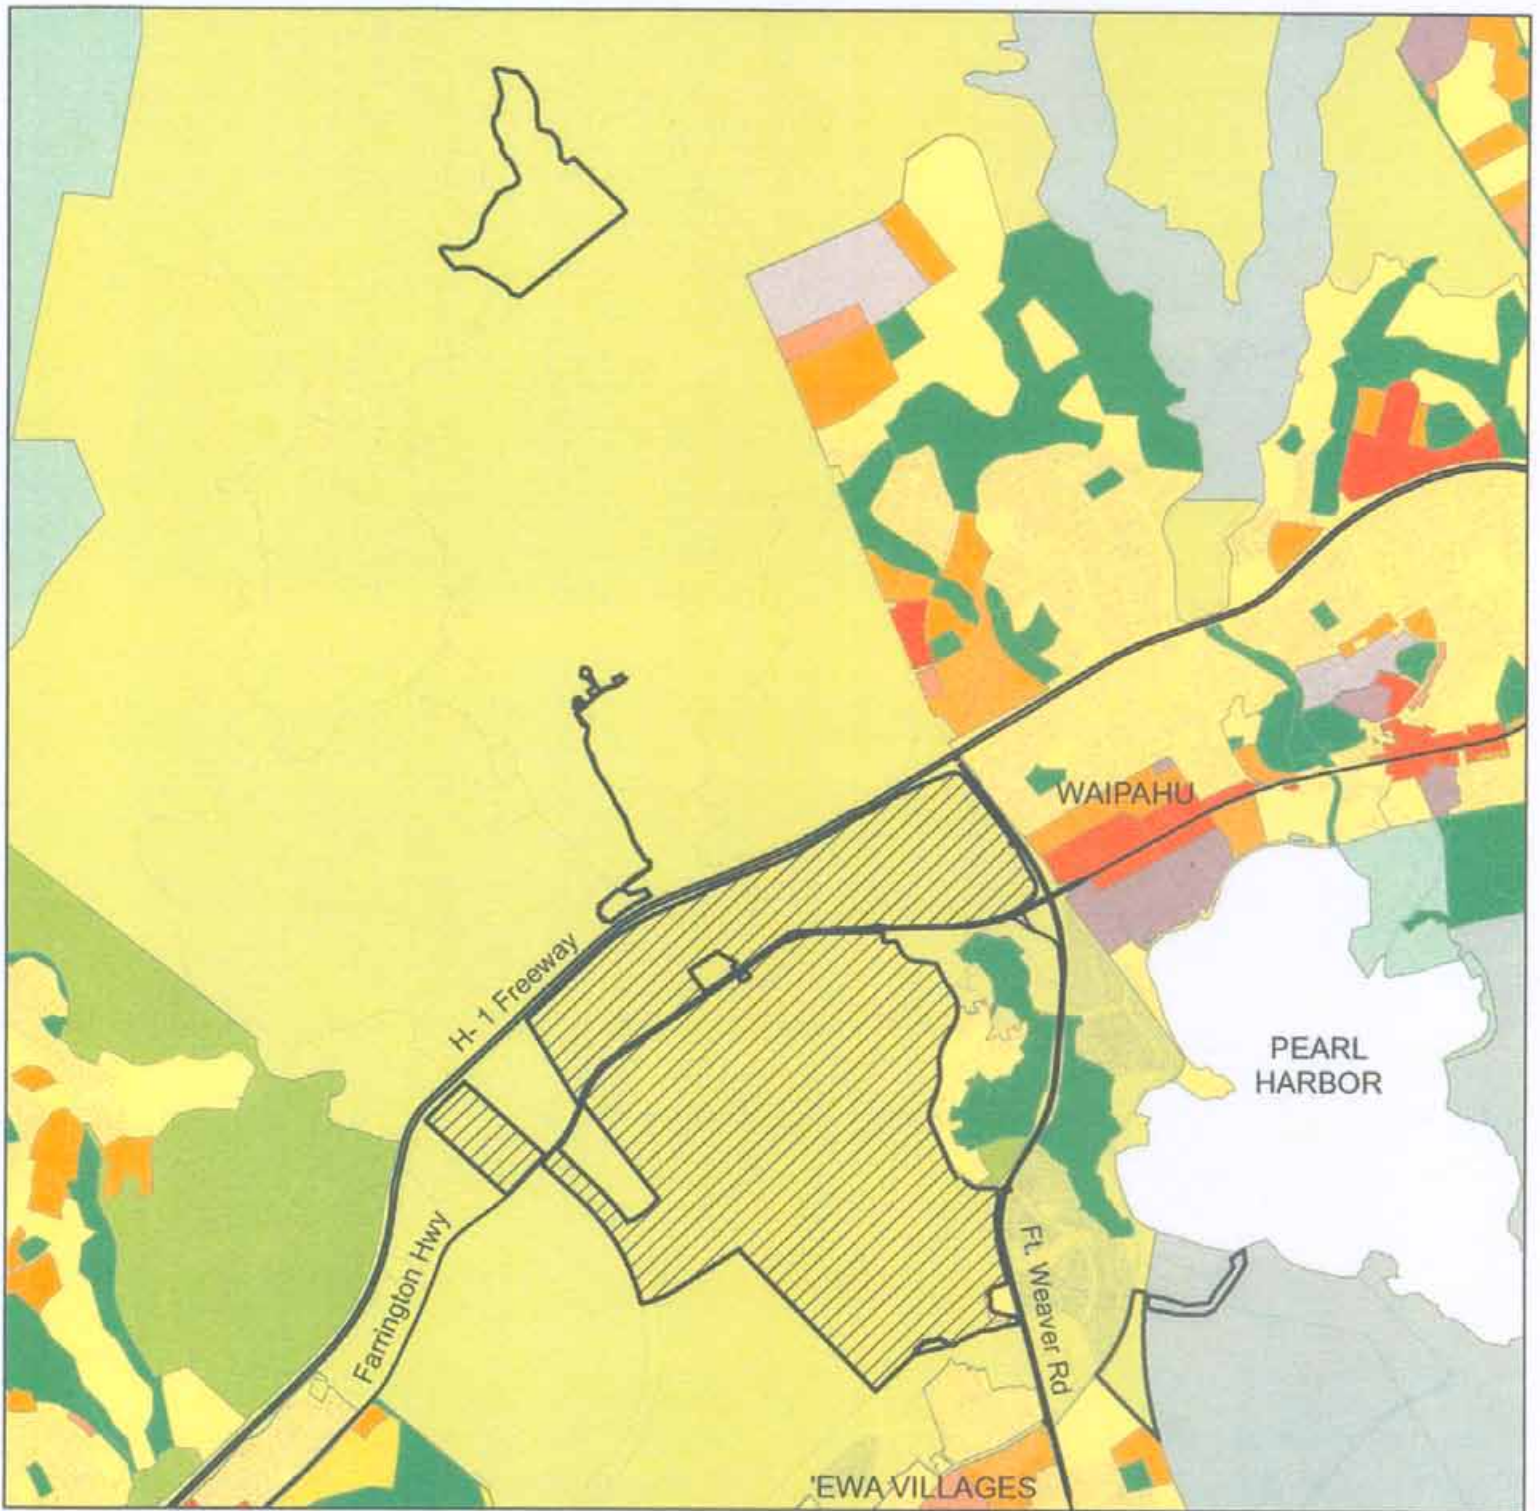 WAIPAHU
H- 1 Freeway
PEARL
HARBOR
Farrington Hwy
Ft. Weaver Rd
'EWA VILLAGES